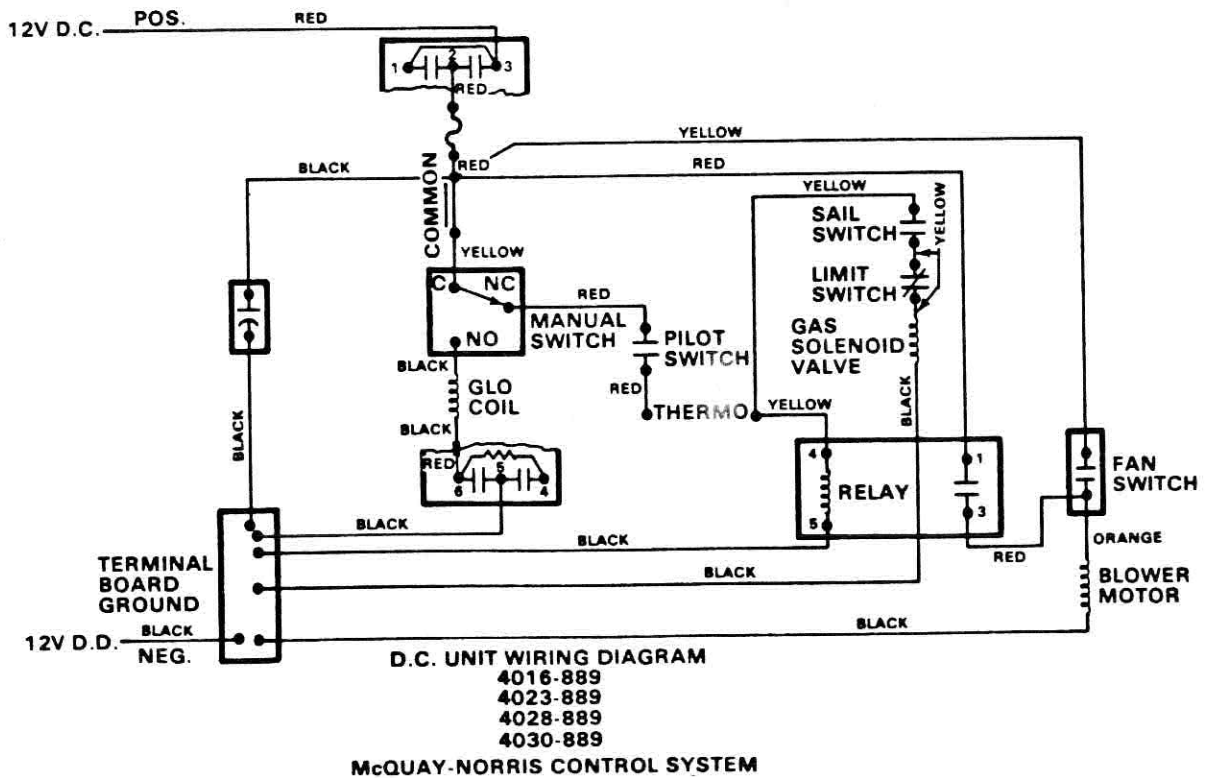 12V D.C.
POS.
RED
1
2
3
RED
YELLOW
BLACK
RED
RED
COMMON
YELLOW
SAIL
SWITCH
YELLOW
YELLOW
C
NC
RED
LIMIT
SWITCH
MANUAL
SWITCH
NO
PILOT
SWITCH
GAS
SOLENOID
VALVE
BLACK
GLO
COIL
RED
THERMO
YELLOW
BLACK
BLACK
BLACK
RED
6
5
4
4
RELAY
5
1
3
FAN
SWITCH
BLACK
BLACK
RED
ORANGE
TERMINAL
BOARD
GROUND
BLACK
BLOWER
MOTOR
12V D.D.
BLACK
NEG.
BLACK
D.C. UNIT WIRING DIAGRAM
4016-889
4023-889
4028-889
4030-889
McQUAY-NORRIS CONTROL SYSTEM